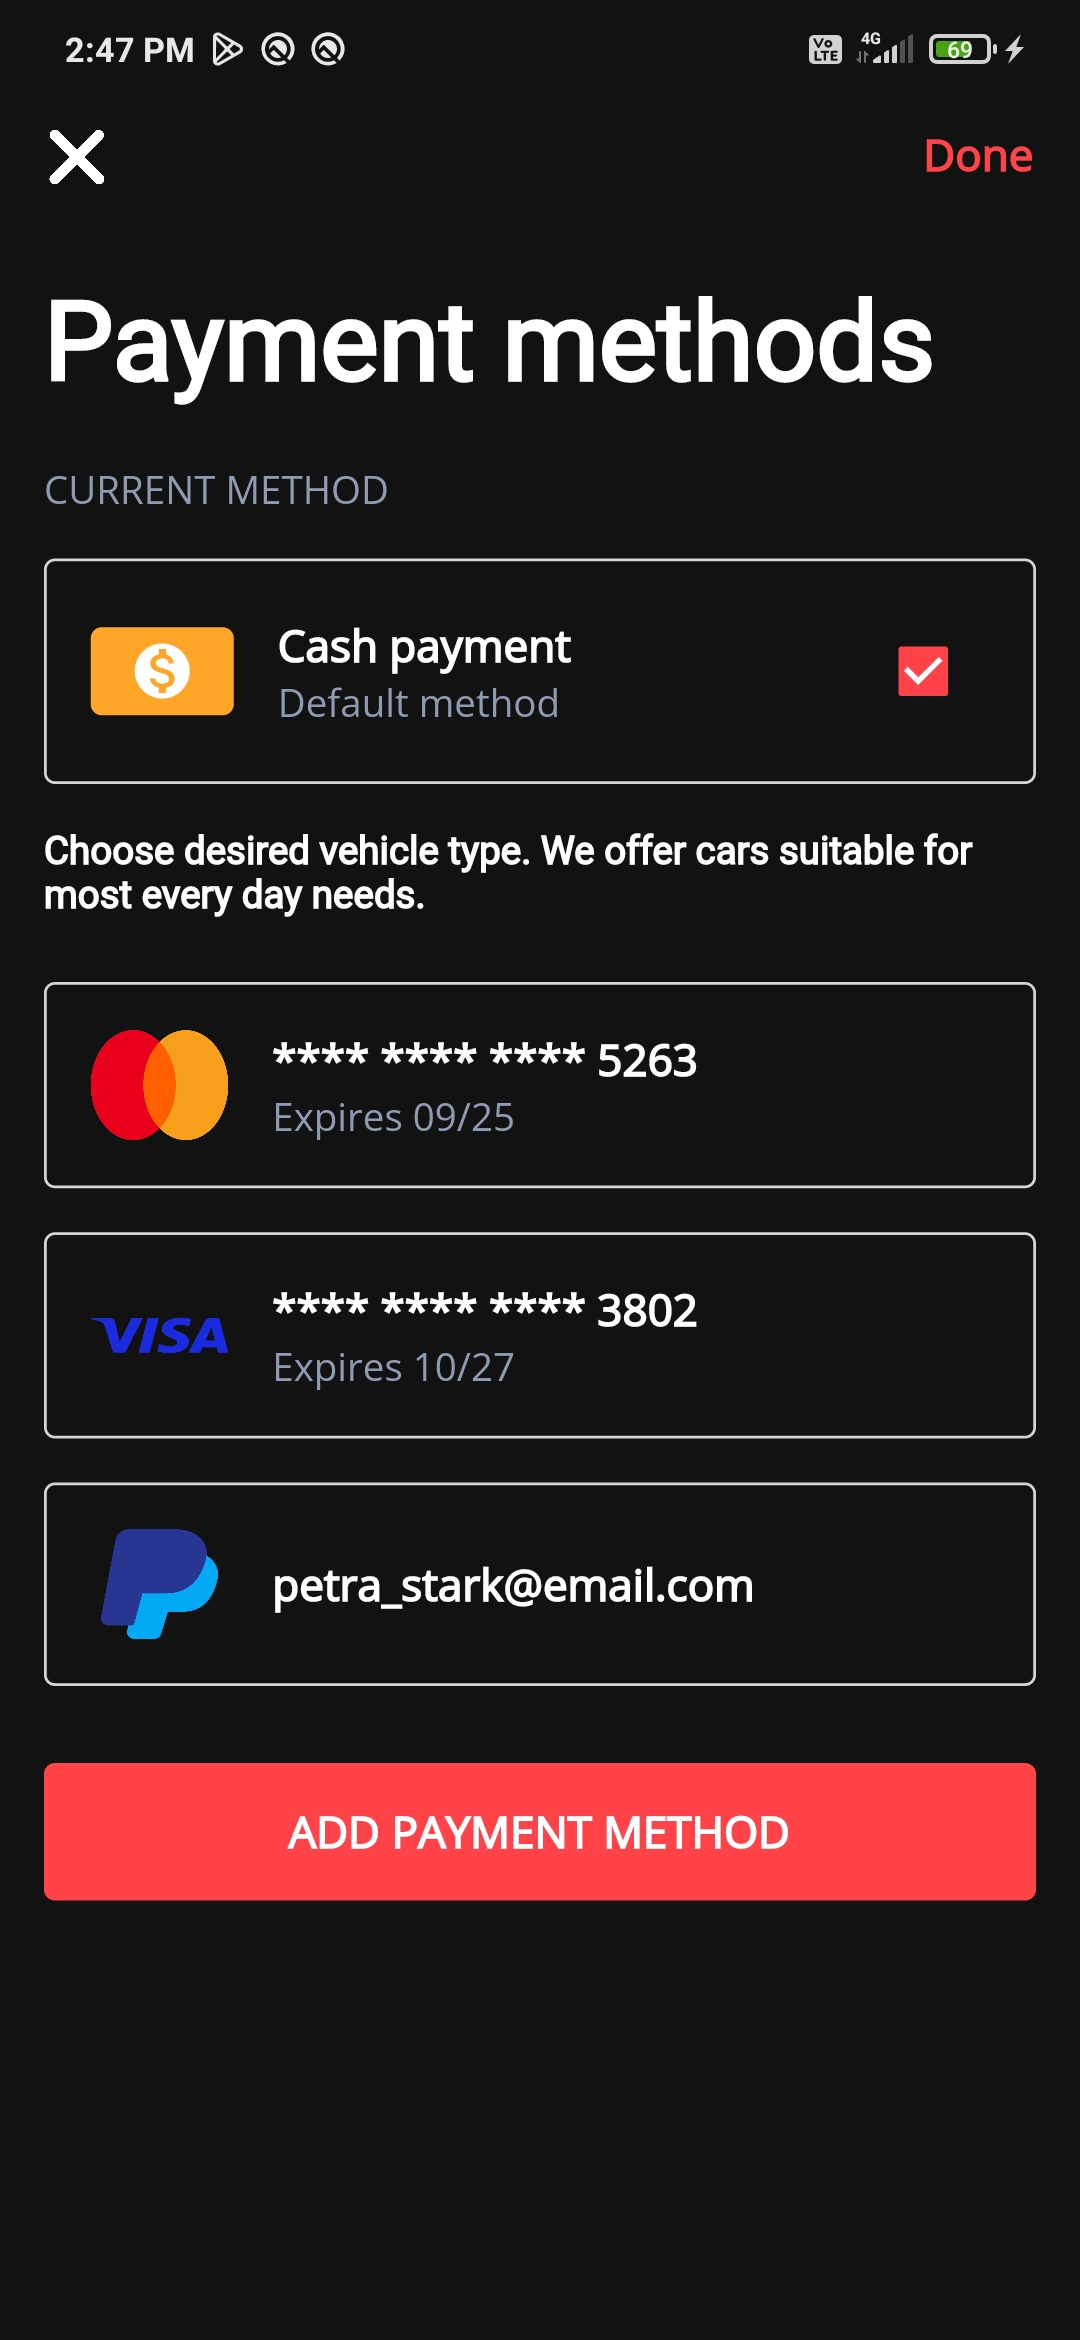 2:47 PM
Vo LTE 4G 69
Done
Payment methods
CURRENT METHOD
$ Cash payment
Default method
Choose desired vehicle type. We offer cars suitable for
most every day needs.
**** **** **** 5263
Expires 09/25
VISA
**** **** **** 3802
Expires 10/27
petra_stark@email.com
ADD PAYMENT METHOD